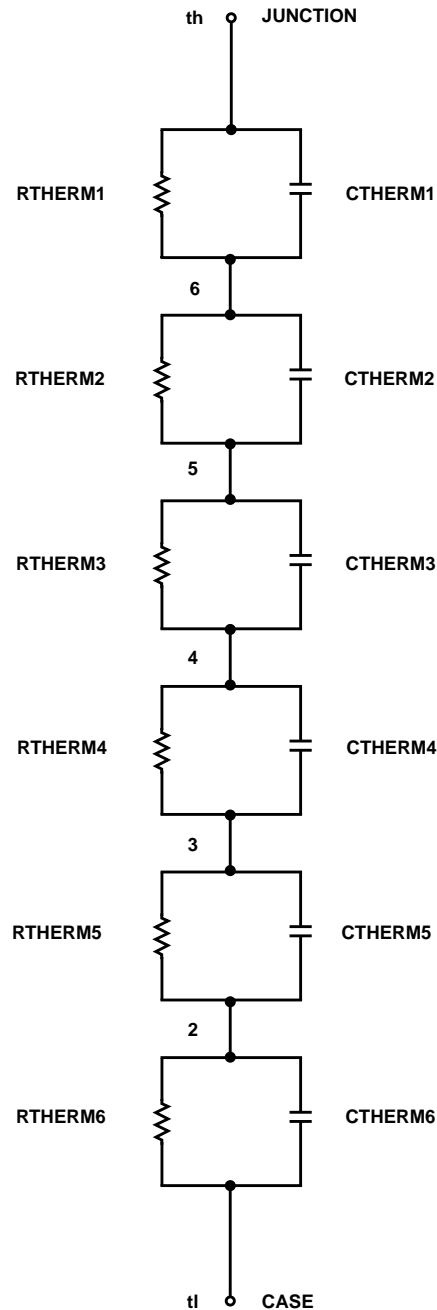 th JUNCTION
RTHERM1 CTHERM1
6
RTHERM2 CTHERM2
5
RTHERM3 CTHERM3
4
RTHERM4 CTHERM4
3
RTHERM5 CTHERM5
2
RTHERM6 CTHERM6
tl CASE